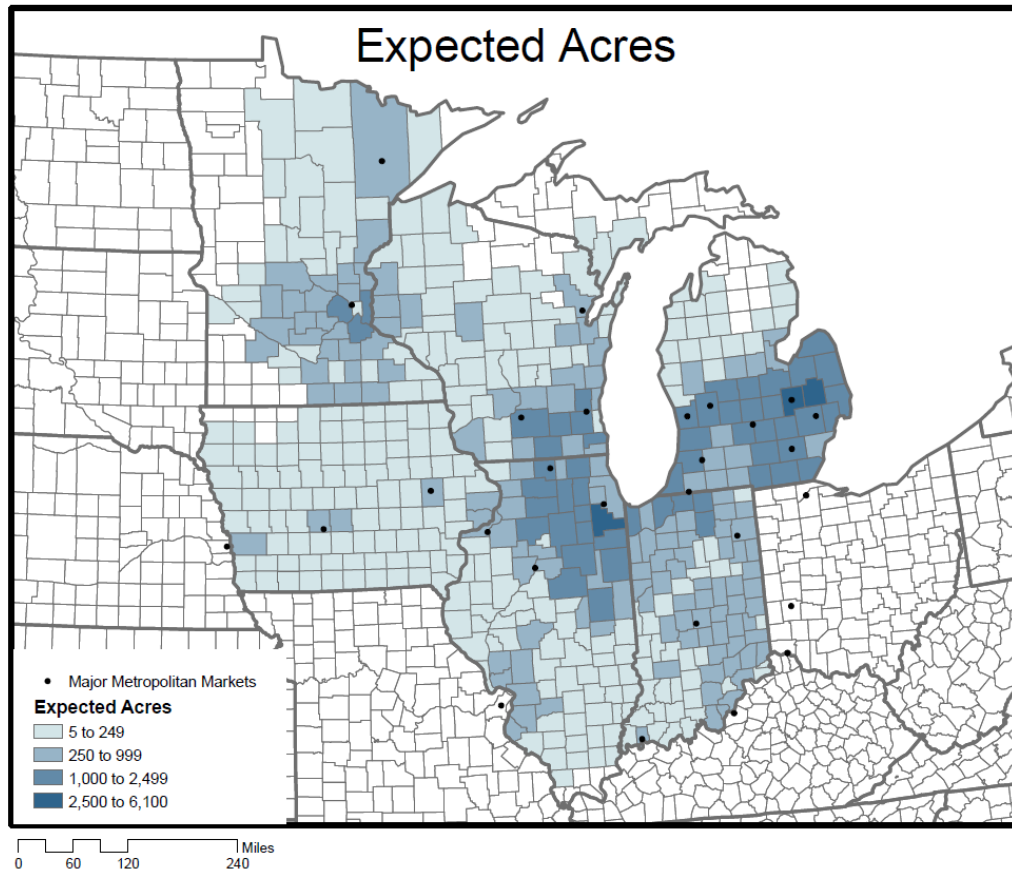 Expected Acres
Major Metropolitan Markets
Expected Acres
5 to 249
250 to 999
1,000 to 2,499
2,500 to 6,100
Miles
0 60 120 240